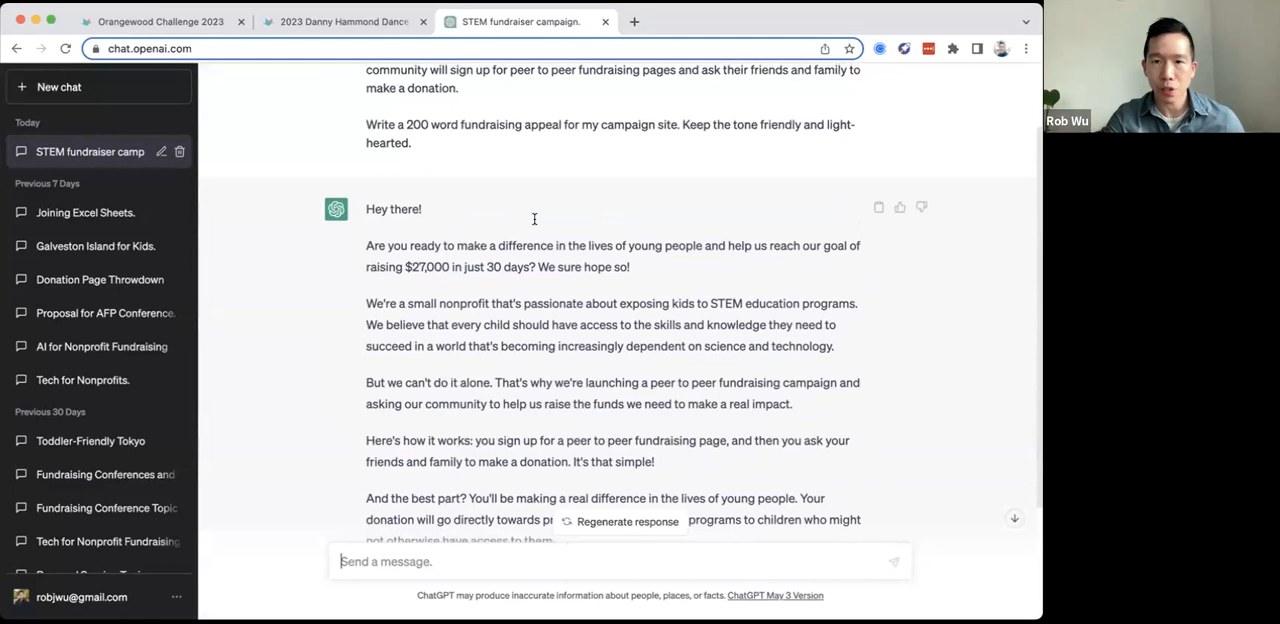 Orangewood Challenge 2023
2023 Danny Hammond Dance
STEM fundraiser campaign.
chat.openai.com
New chat
Today
STEM fundraiser camp
Previous 7 Days
Joining Excel Sheets.
Galveston Island for Kids.
Donation Page Throwdown
Proposal for AFP Conference.
AI for Nonprofit Fundraising
Tech for Nonprofits.
Previous 30 Days
Toddler-Friendly Tokyo
Fundraising Conferences and
Fundraising Conference Topic
Tech for Nonprofit Fundraising
robjwu@gmail.com
community will sign up for peer to peer fundraising pages and ask their friends and family to
make a donation.
Write a 200 word fundraising appeal for my campaign site. Keep the tone friendly and light-
hearted.
Hey there!
Are you ready to make a difference in the lives of young people and help us reach our goal of
raising $27,000 in just 30 days? We sure hope so!
We're a small nonprofit that's passionate about exposing kids to STEM education programs.
We believe that every child should have access to the skills and knowledge they need to
succeed in a world that's becoming increasingly dependent on science and technology.
But we can't do it alone. That's why we're launching a peer to peer fundraising campaign and
asking our community to help us raise the funds we need to make a real impact.
Here's how it works: you sign up for a peer to peer fundraising page, and then you ask your
friends and family to make a donation. It's that simple!
And the best part? You'll be making a real difference in the lives of young people. Your
donation will go directly towards pr
programs to children who might
not otherwise have access to them.
Regenerate response
Send a message.
ChatGPT may produce inaccurate information about people, places, or facts. ChatGPT May 3 Version
Rob Wu